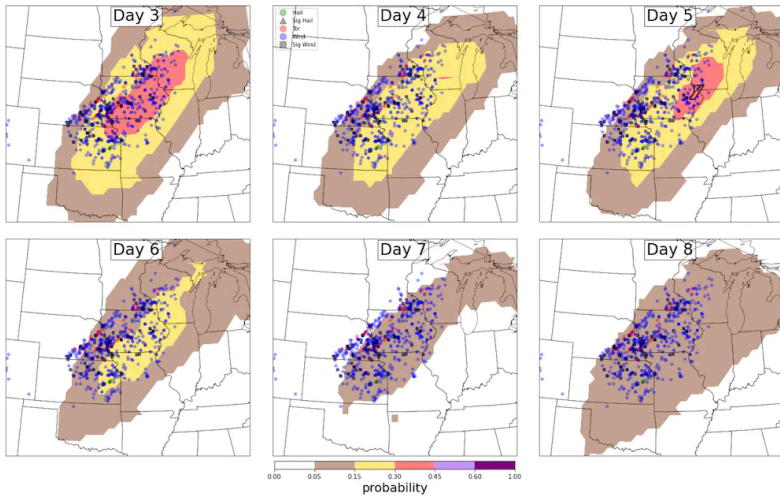 Day 3
Day 4
Day 5
Hail
Sig Hail
Tor
Wind
Sig Wind
Day 6
Day 7
Day 8
0.00 0.05 0.15 0.30 0.45 0.60 1.00
probability